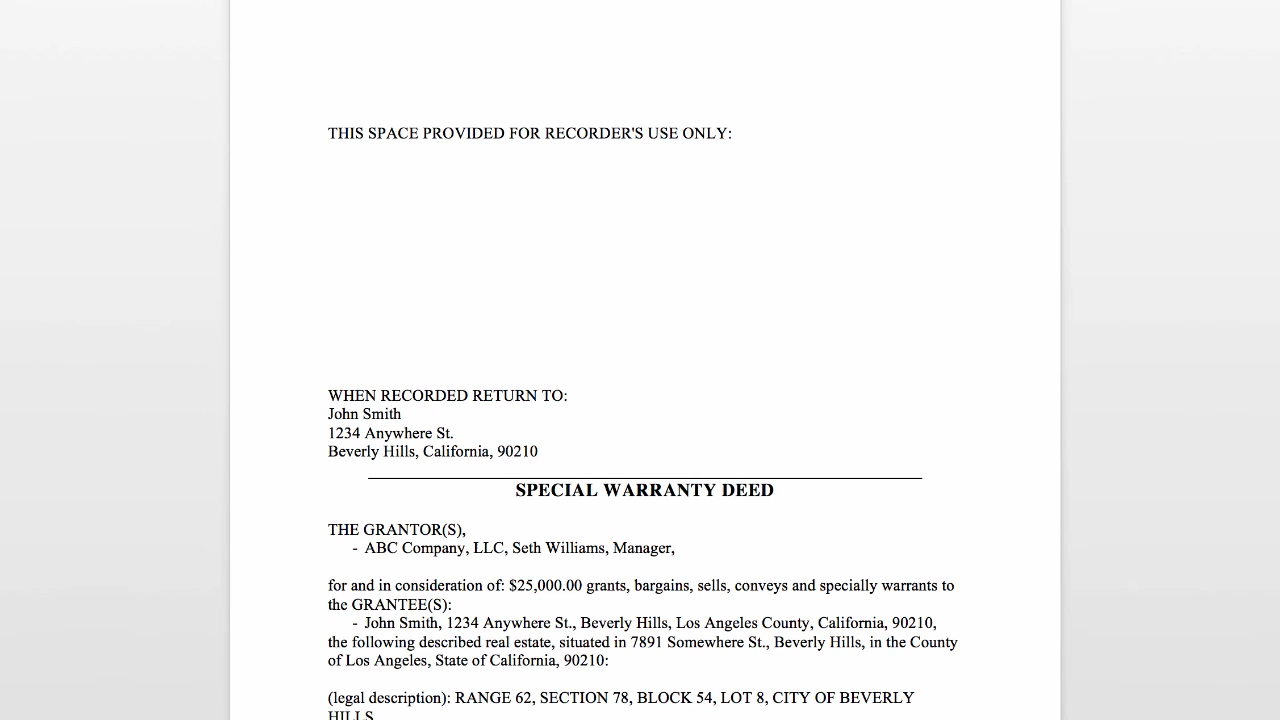 THIS SPACE PROVIDED FOR RECORDER'S USE ONLY:
WHEN RECORDED RETURN TO:
John Smith
1234 Anywhere St.
Beverly Hills, California, 90210
SPECIAL WARRANTY DEED
THE GRANTOR(S),
- ABC Company, LLC, Seth Williams, Manager,
for and in consideration of: $25,000.00 grants, bargains, sells, conveys and specially warrants to
the GRANTEE(S):
- John Smith, 1234 Anywhere St., Beverly Hills, Los Angeles County, California, 90210,
the following described real estate, situated in 7891 Somewhere St., Beverly Hills, in the County
of Los Angeles, State of California, 90210:
(legal description): RANGE 62, SECTION 78, BLOCK 54, LOT 8, CITY OF BEVERLY
HILLS